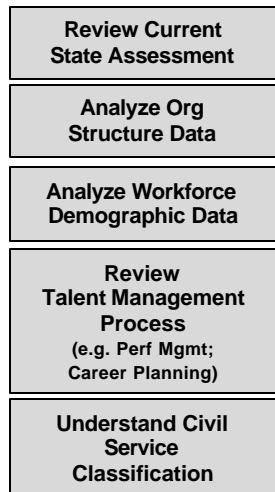 Review Current
State Assessment
Analyze Org
Structure Data
Analyze Workforce
Demographic Data
Review
Talent Management
Process
(e.g. Perf Mgmt;
Career Planning)
Understand Civil
Service
Classification